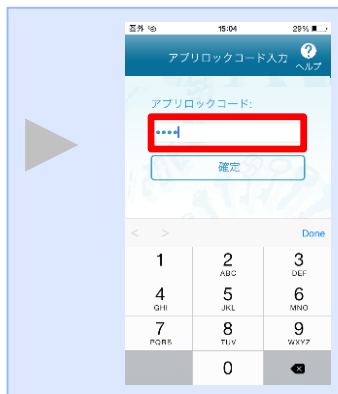 圏外 15:04 29%
アプリロックコード入力 ?
ヘルプ
アプリロックコード:
••••
確定
< > Done
1 2 3
ABC DEF
4 5 6
GHI JKL MNO
7 8 9
PQRS TUV WXYZ
0